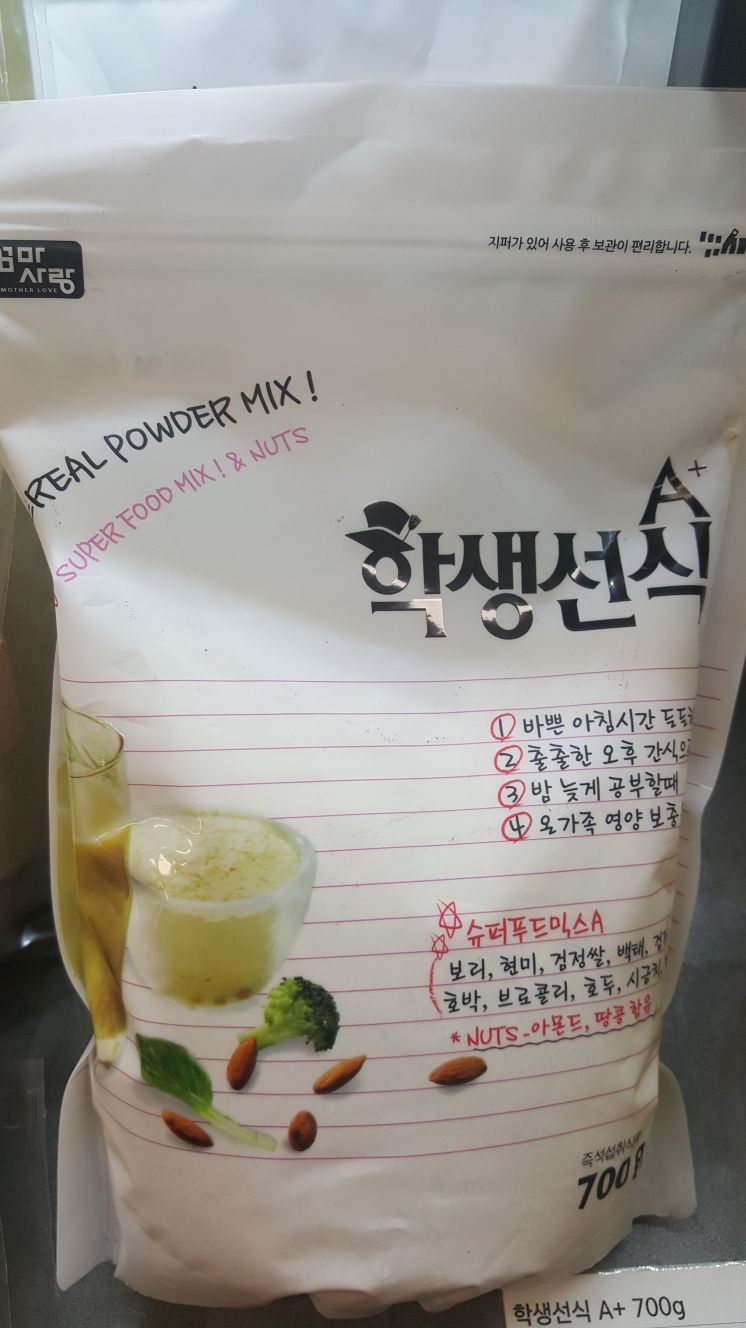 엄마
사랑
MOTHER LOVE
지퍼가 있어 사용 후 보관이 편리합니다.
REAL POWDER MIX !
SUPER FOOD MIX ! & NUTS
A+
학생선식
① 바쁜 아침시간
② 출출한 오후 간식으
③ 밤 늦게 공부할때
④ 온가족 영양 보충
슈퍼푸드믹스A
보리, 현미, 검정쌀, 백태,
호박, 브로콜리, 호두, 시금치,
* NUTS - 아몬드, 땅콩 함유
즉석섭취식
700g
학생선식 A+ 700g